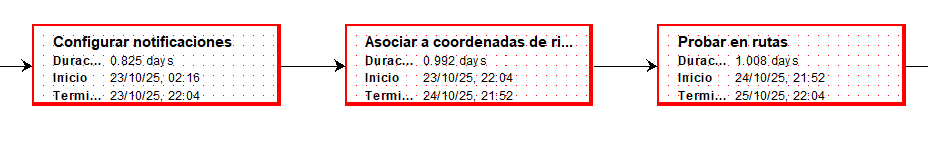 Configurar notificaciones
Durac... 0.825 days
Inicio 23/10/25, 02:16
Termi... 23/10/25, 22:04
Asociar a coordenadas de ri...
Durac... 0.992 days
Inicio 23/10/25, 22:04
Termi... 24/10/25, 21:52
Probar en rutas
Durac... 1.008 days
Inicio 24/10/25, 21:52
Termi... 25/10/25, 22:04